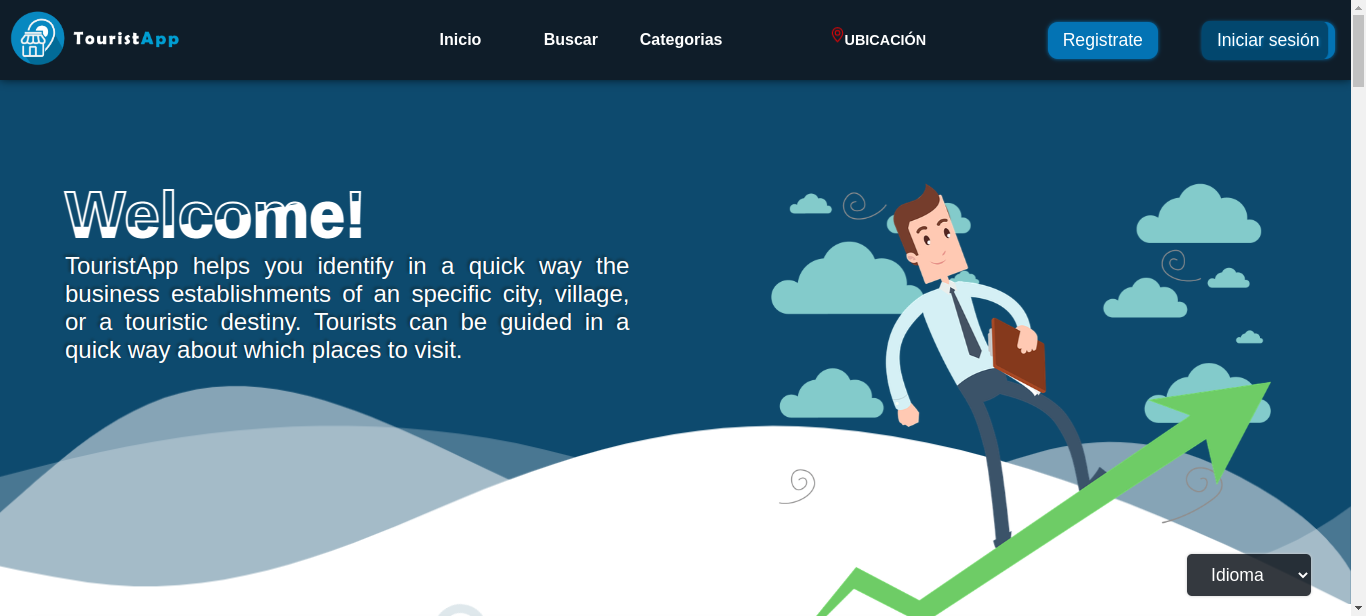 TouristApp
Inicio
Buscar
Categorias
UBICACIÓN
Registrate
Iniciar sesión
Welcome!
TouristApp helps you identify in a quick way the
business establishments of an specific city, village,
or a touristic destiny. Tourists can be guided in a
quick way about which places to visit.
Idioma